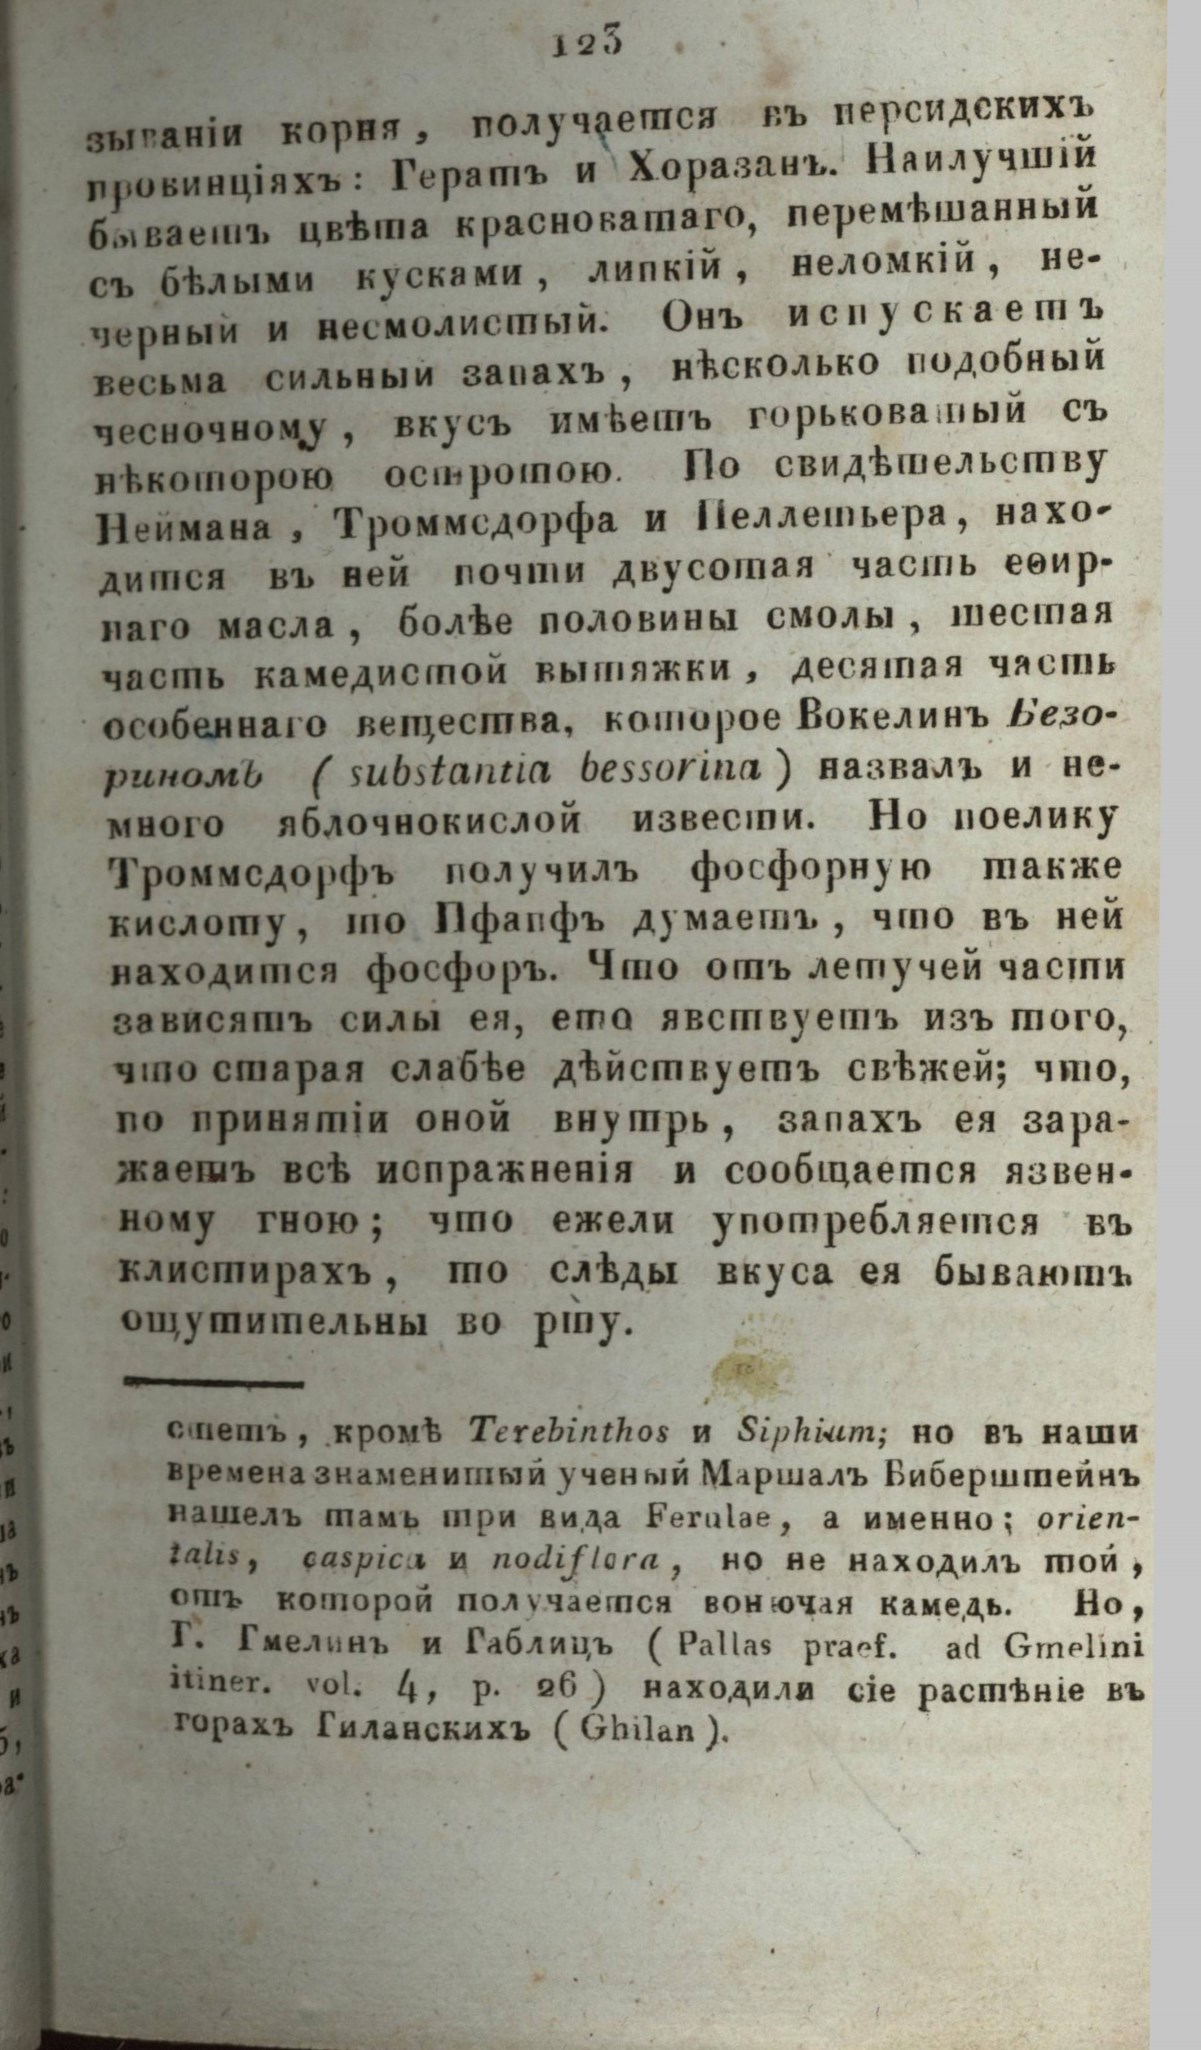 123
зываніи корня, получается въ персидскихъ
провинціяхъ: Гератъ и Хоразанъ. Наилучшій
бываетъ цвѣта красноватаго, перемѣшанный
съ бѣлыми кусками, липкій, неломкій, не-
черный и несмолистый. Онъ испускаетъ
весьма сильный запахъ, нѣсколько подобный
чесночному, вкусъ имѣетъ горьковатый съ
нѣкоторою остротою. По свидѣтельству
Неймана, Троммсдорфа и Пеллетьера, нахо-
дится въ ней почти двусотая часть еѳир-
наго масла, болѣе половины смолы, шестая
часть камедистой вытяжки, десятая часть
особеннаго вещества, которое Вокелинъ Безо-
риномъ (substantia bessorina) назвалъ и не-
много яблочнокислой извести. Но поелику
Троммсдорфъ получилъ фосфорную также
кислоту, то Пфапфъ думаетъ, что въ ней
находится фосфоръ. Что отъ летучей части
зависятъ силы ея, ето явствуетъ изъ того,
что старая слабѣе дѣйствуетъ свѣжей; что,
по принятіи оной внутрь, запахъ ея зара-
жаетъ всѣ испражненія и сообщается язвен-
ному гною; что ежели употребляется въ
клистирахъ, то слѣды вкуса ея бываютъ
ощутительны во рту.
стетъ, кромѣ Terebinthos и Siphium; но въ наши
времена знаменитый ученый Маршалъ Биберштейнъ
нашелъ тамъ три вида Ferulae, а именно; orien-
talis, caspica и nodiflora, но не находилъ той,
отъ которой получается вонючая камедь. Но,
Г. Гмелинъ и Габлицъ (Pallas praef. ad Gmelini
itiner. vol. 4, p. 26) находили сіе растѣніе въ
горахъ Гиланскихъ (Ghilan).